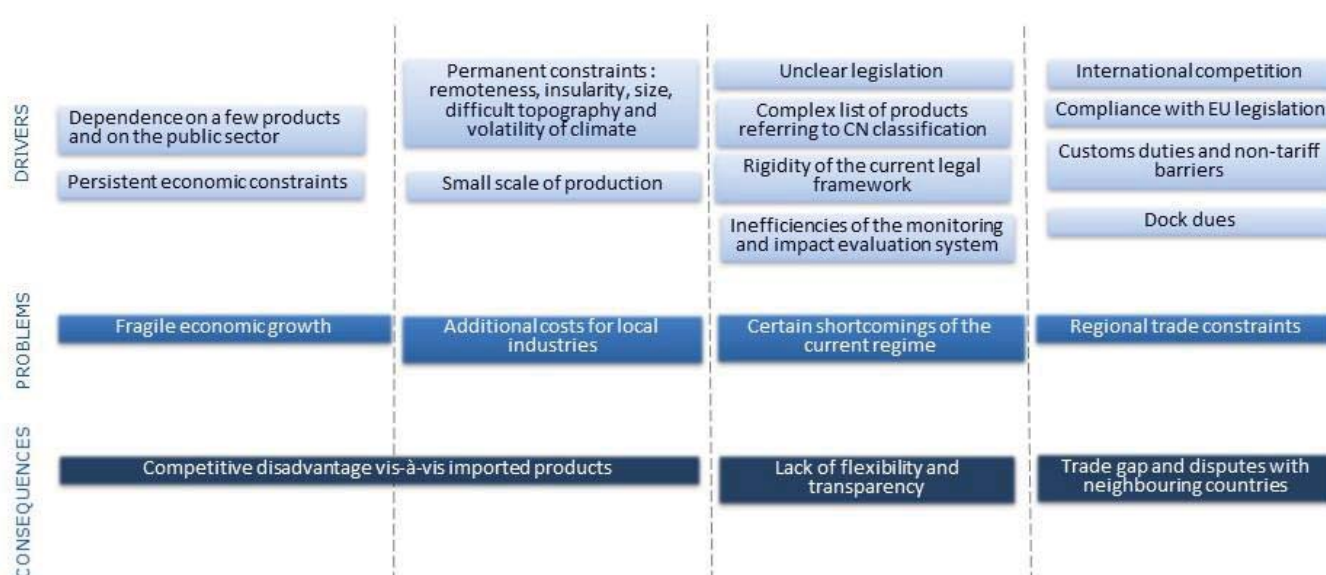 DRIVERS
Dependence on a few products
and on the public sector
Persistent economic constraints
Permanent constraints :
remoteness, insularity, size,
difficult topography and
volatility of climate
Small scale of production
Unclear legislation
Complex list of products
referring to CN classification
Rigidity of the current legal
framework
Inefficiencies of the monitoring
and impact evaluation system
International competition
Compliance with EU legislation
Customs duties and non-tariff
barriers
Dock dues
PROBLEMS
Fragile economic growth
Additional costs for local
industries
Certain shortcomings of the
current regime
Regional trade constraints
CONSEQUENCES
Competitive disadvantage vis-à-vis imported products
Lack of flexibility and
transparency
Trade gap and disputes with
neighbouring countries